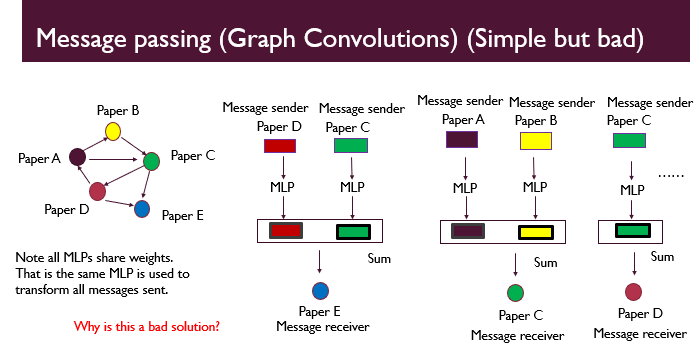 Message passing (Graph Convolutions) (Simple but bad)
Paper B
Paper A
Paper C
Paper D
Paper E
Note all MLPs share weights.
That is the same MLP is used to
transform all messages sent.
Why is this a bad solution?
Message sender
Paper D
Message sender
Paper C
MLP
MLP
Sum
Paper E
Message receiver
Message sender
Paper A
Message sender
Paper B
MLP
MLP
Sum
Paper C
Message receiver
Message sender
Paper C
MLP
......
Sum
Paper D
Message receiver